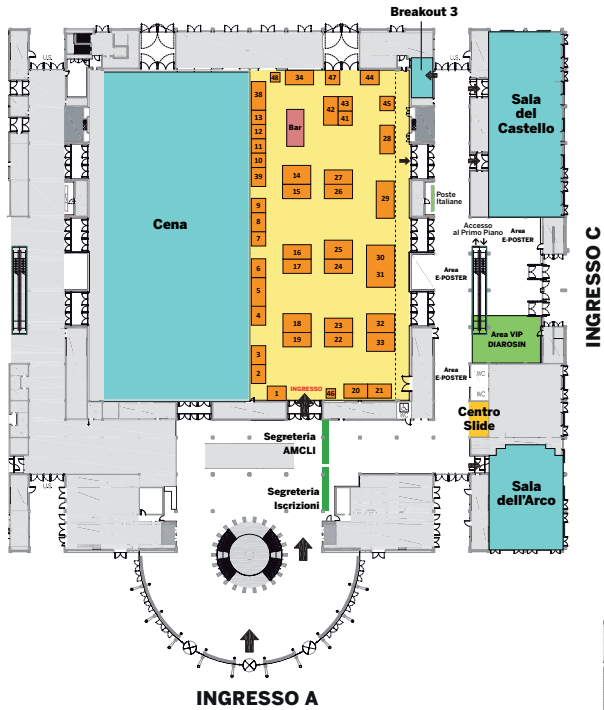 Breakout 3
U.S.
U.S.
48
34
47
44
38
42
43
41
45
13
12
11
10
39
Bar
28
Sala
del
Castello
14
15
27
26
29
Poste
Italiane
9
8
7
Cena
Accesso
al Primo Piano
Area
E-POSTER
INGRESSO C
16
17
25
24
30
31
Area
E-POSTER
6
5
4
18
19
23
22
32
33
Area VIP
DIAROSIN
3
2
1
INGRESSO
46
20
21
Area
E-POSTER
WC
WC
Centro
Slide
Segreteria
AMCLI
Segreteria
Iscrizioni
U.S.
U.S.
Sala
dell'Arco
INGRESSO A